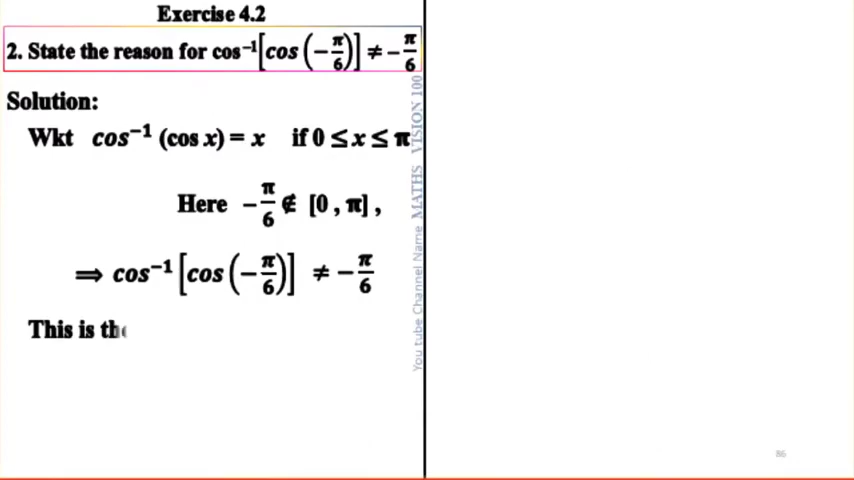 Exercise 4.2
2. State the reason for cos⁻¹[cos (−π/6)] ≠ −π/6
Solution:
Wkt cos⁻¹ (cos x) = x if 0 ≤ x ≤ π
Here −π/6 ∉ [0 , π] ,
⟹ cos⁻¹ [cos (−π/6)] ≠ −π/6
This is the
You tube Channel Name MATHS VISION 100
86